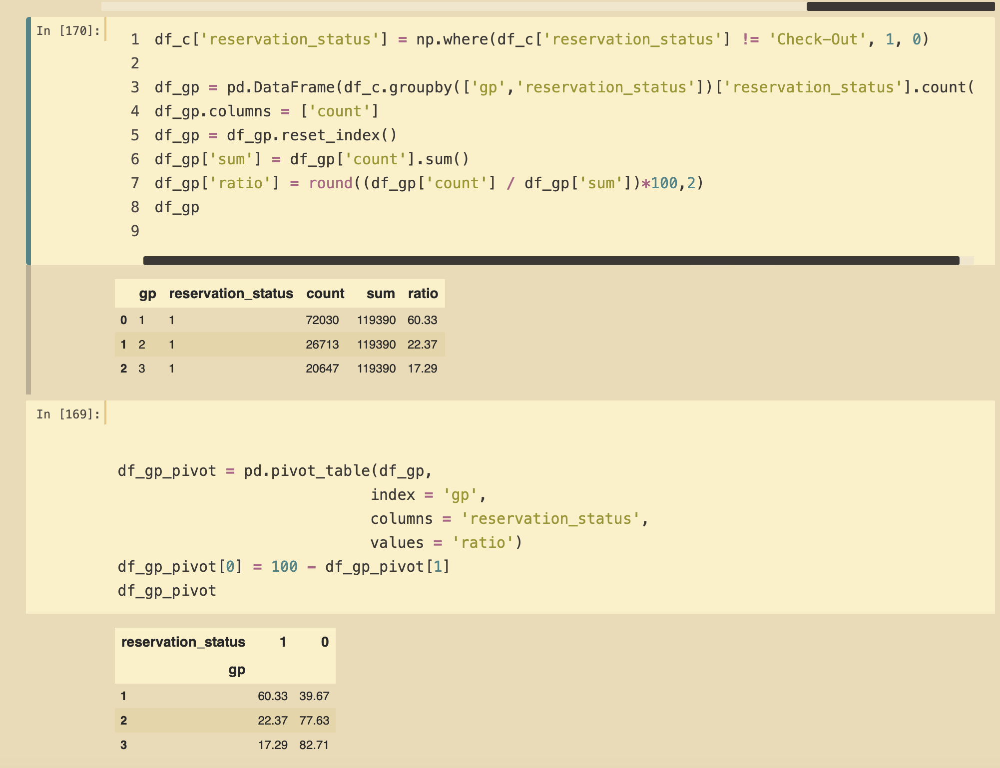 In [170]:
1 df_c['reservation_status'] = np.where(df_c['reservation_status'] != 'Check-Out', 1, 0)
2
3 df_gp = pd.DataFrame(df_c.groupby(['gp','reservation_status'])['reservation_status'].count(
4 df_gp.columns = ['count']
5 df_gp = df_gp.reset_index()
6 df_gp['sum'] = df_gp['count'].sum()
7 df_gp['ratio'] = round((df_gp['count'] / df_gp['sum'])*100,2)
8 df_gp
9
gp reservation_status count sum ratio
0 1 1 72030 119390 60.33
1 2 1 26713 119390 22.37
2 3 1 20647 119390 17.29
In [169]:
df_gp_pivot = pd.pivot_table(df_gp,
index = 'gp',
columns = 'reservation_status',
values = 'ratio')
df_gp_pivot[0] = 100 - df_gp_pivot[1]
df_gp_pivot
reservation_status 1 0
gp
1 60.33 39.67
2 22.37 77.63
3 17.29 82.71